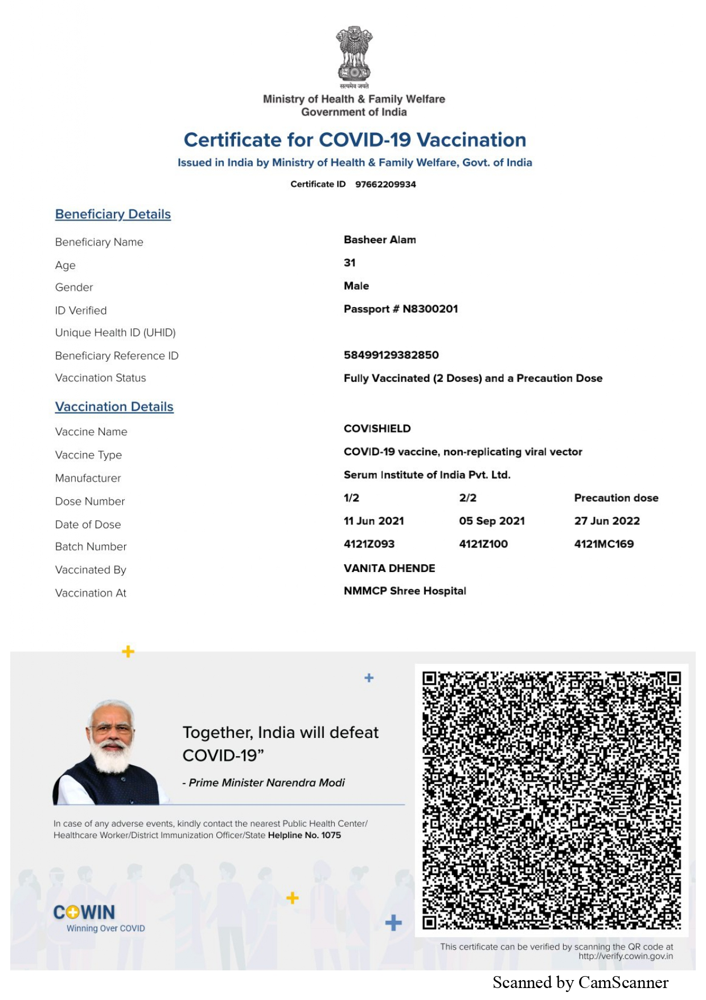 सत्यमेव जयते
Ministry of Health & Family Welfare
Government of India
Certificate for COVID-19 Vaccination
Issued in India by Ministry of Health & Family Welfare, Govt. of India
Certificate ID 97662209934
Beneficiary Details
Beneficiary Name Basheer Alam
Age 31
Gender Male
ID Verified Passport # N8300201
Unique Health ID (UHID)
Beneficiary Reference ID 58499129382850
Vaccination Status Fully Vaccinated (2 Doses) and a Precaution Dose
Vaccination Details
Vaccine Name COVISHIELD
Vaccine Type COVID-19 vaccine, non-replicating viral vector
Manufacturer Serum Institute of India Pvt. Ltd.
Dose Number 1/2 2/2 Precaution dose
Date of Dose 11 Jun 2021 05 Sep 2021 27 Jun 2022
Batch Number 4121Z093 4121Z100 4121MC169
Vaccinated By VANITA DHENDE
Vaccination At NMMCP Shree Hospital
Together, India will defeat
COVID-19”
- Prime Minister Narendra Modi
In case of any adverse events, kindly contact the nearest Public Health Center/
Healthcare Worker/District Immunization Officer/State Helpline No. 1075
COWIN
Winning Over COVID
This certificate can be verified by scanning the QR code at
http://verify.cowin.gov.in
Scanned by CamScanner